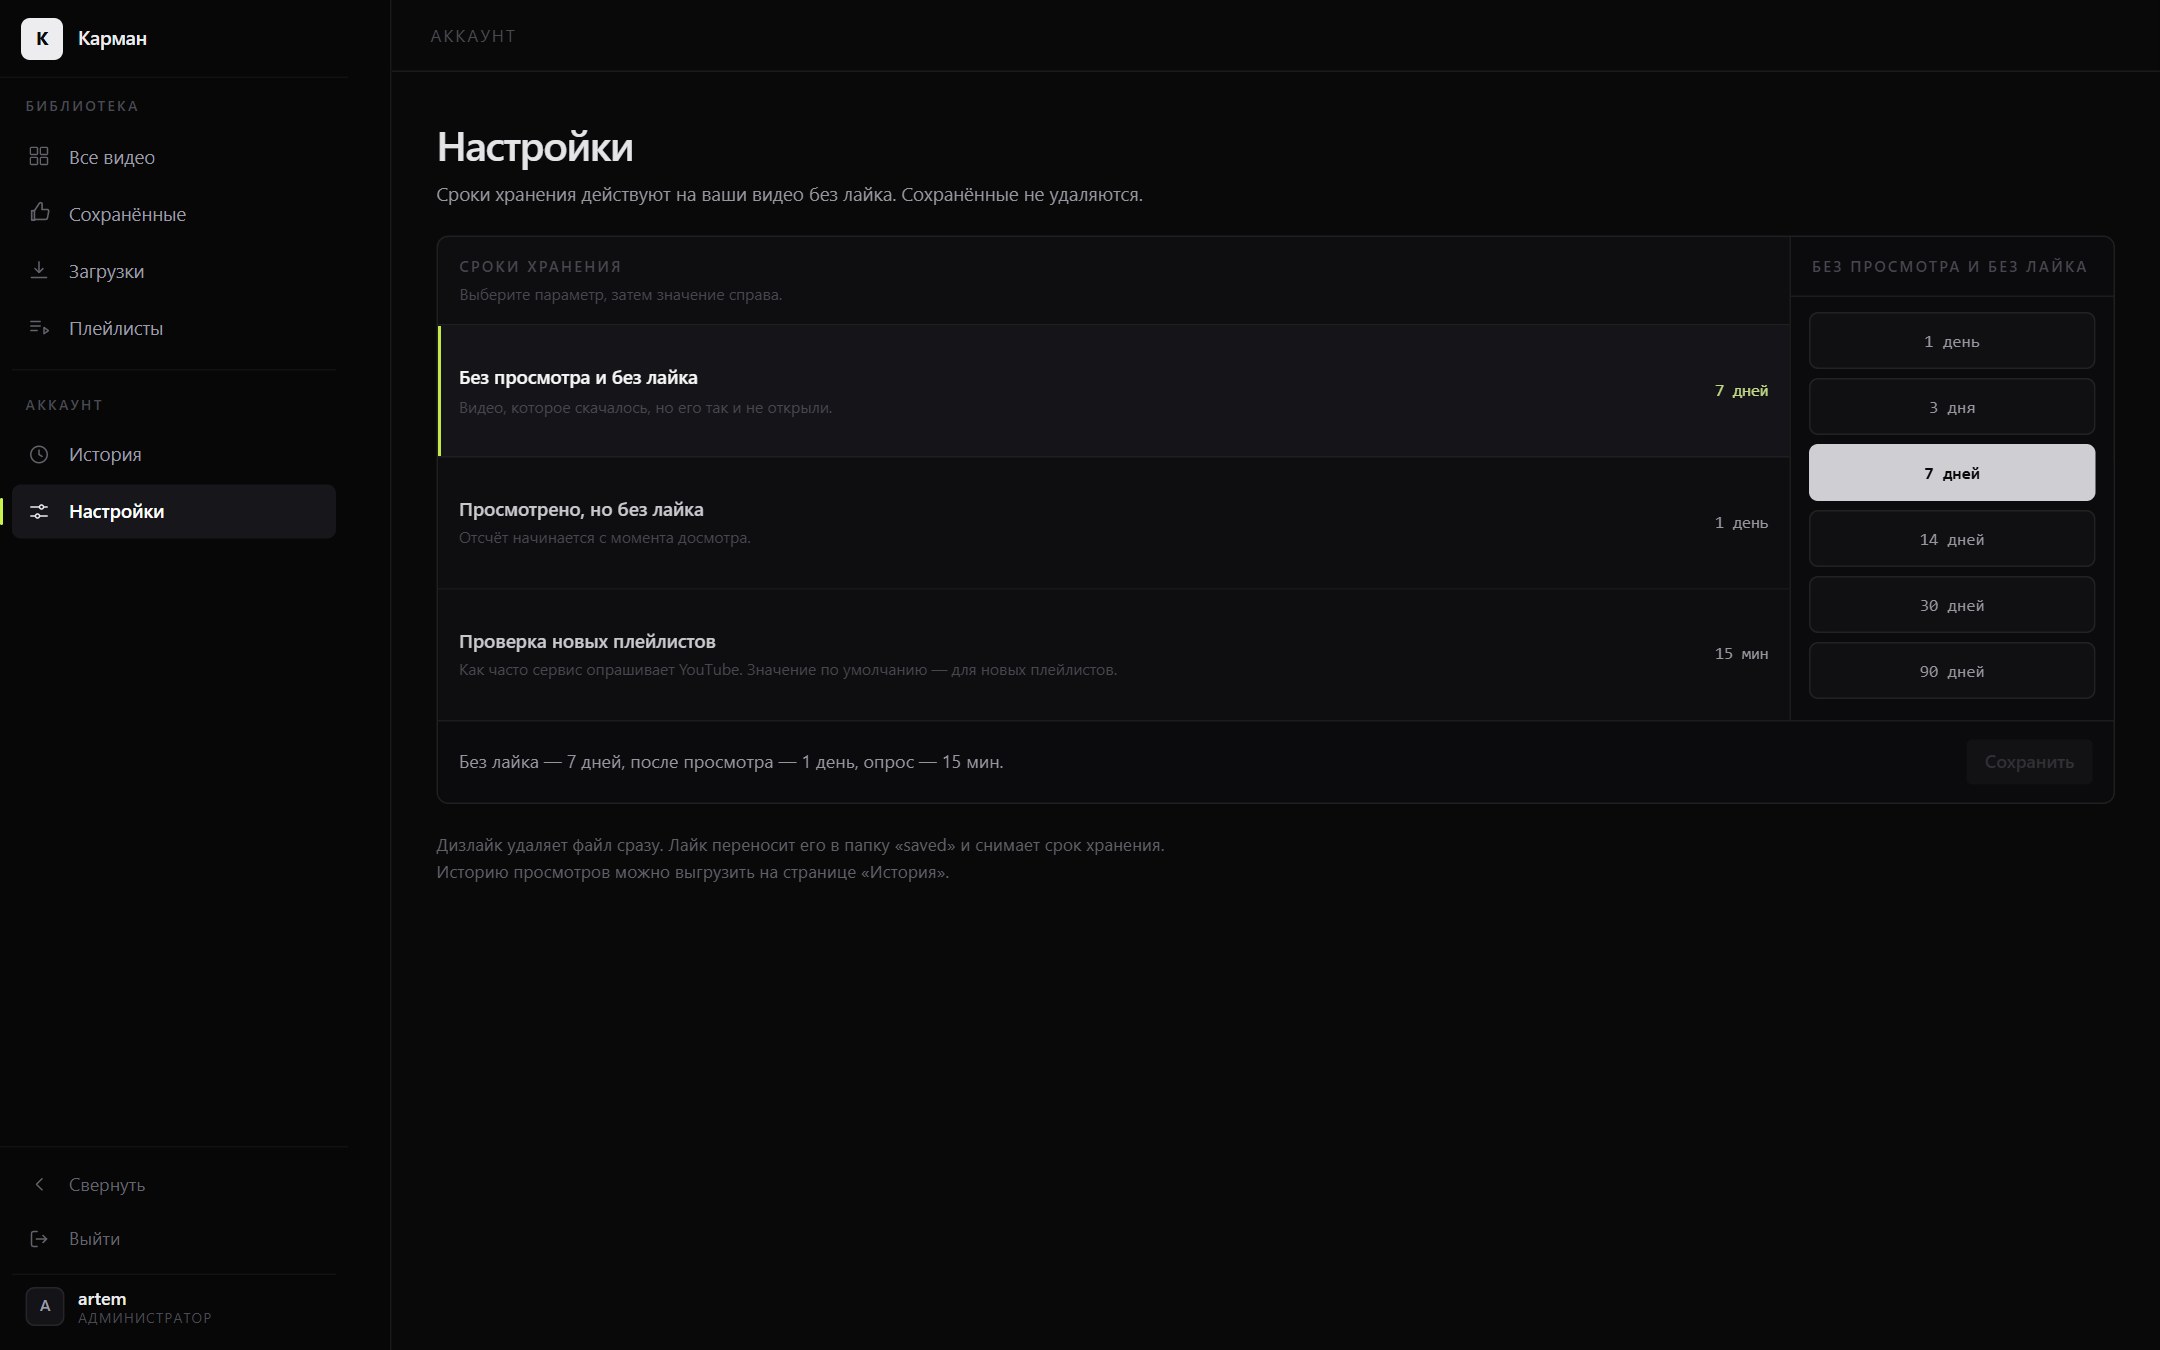 К Карман
БИБЛИОТЕКА
Все видео
Сохранённые
Загрузки
Плейлисты
АККАУНТ
История
Настройки
Свернуть
Выйти
A artem
АДМИНИСТРАТОР
АККАУНТ
Настройки
Сроки хранения действуют на ваши видео без лайка. Сохранённые не удаляются.
СРОКИ ХРАНЕНИЯ
Выберите параметр, затем значение справа.
Без просмотра и без лайка
Видео, которое скачалось, но его так и не открыли.
7 дней
Просмотрено, но без лайка
Отсчёт начинается с момента досмотра.
1 день
Проверка новых плейлистов
Как часто сервис опрашивает YouTube. Значение по умолчанию — для новых плейлистов.
15 мин
БЕЗ ПРОСМОТРА И БЕЗ ЛАЙКА
1 день
3 дня
7 дней
14 дней
30 дней
90 дней
Без лайка — 7 дней, после просмотра — 1 день, опрос — 15 мин.
Сохранить
Дизлайк удаляет файл сразу. Лайк переносит его в папку «saved» и снимает срок хранения.
Историю просмотров можно выгрузить на странице «История».